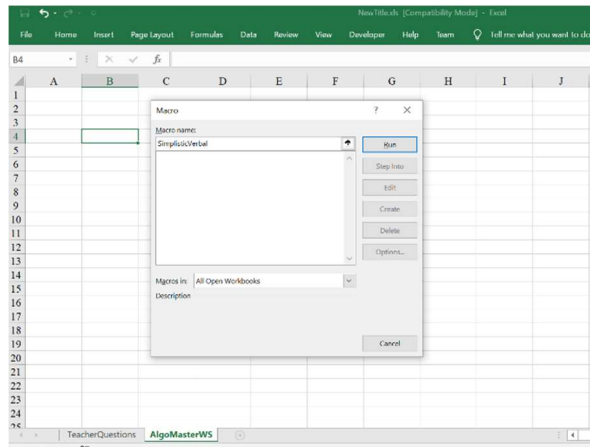 NewTitle.xls [Compatibility Mode] - Excel
File Home Insert Page Layout Formulas Data Review View Developer Help Team Tell me what you want to do
B4 fx
A B C D E F G H I J
1
2
3
4
5
6
7
8
9
10
11
12
13
14
15
16
17
18
19
20
21
22
23
24
25
Macro ?
Macro name:
SimplisticVerbal
Run
Step Into
Edit
Create
Delete
Options...
Macros in: All Open Workbooks
Description
Cancel
TeacherQuestions AlgoMasterWS